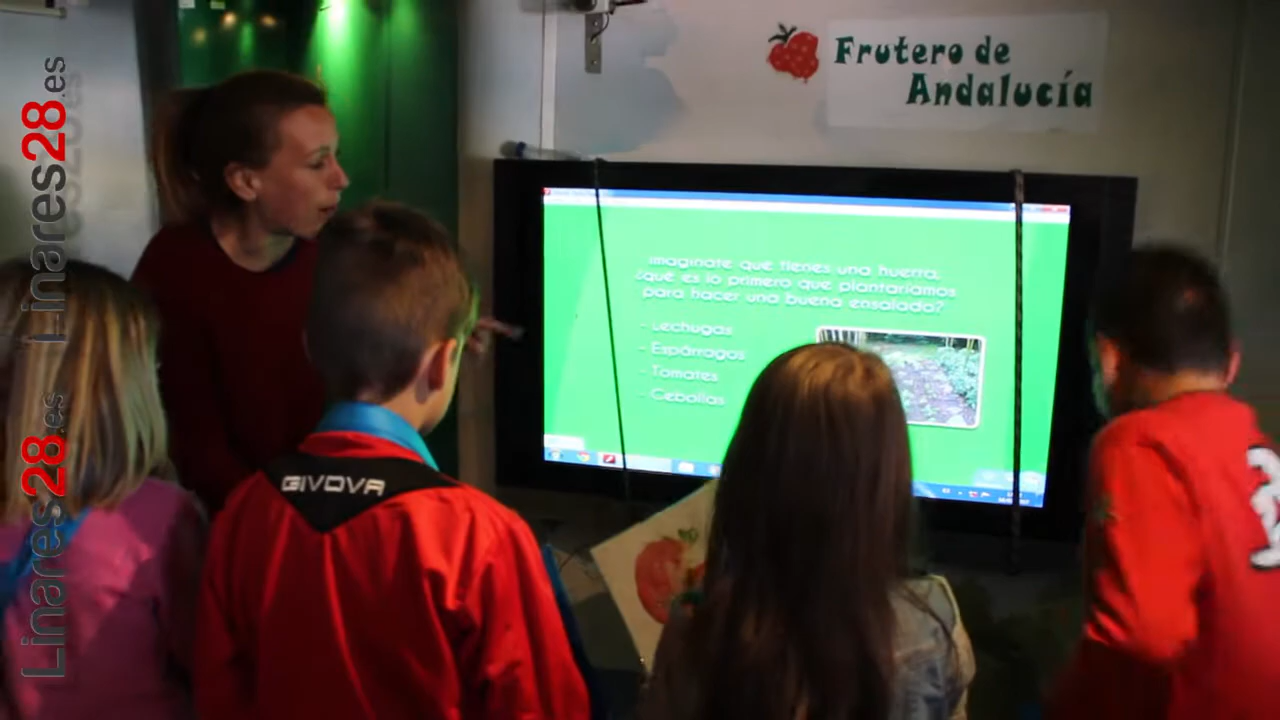 Linares28.es
Linares28.es
Frutero de
Andalucía
Imagínate que tienes una huerta,
¿qué es lo primero que plantaríamos
para hacer una buena ensalada?
- Lechugas
- Espárragos
- Tomates
- Cebollas
GIVOVA